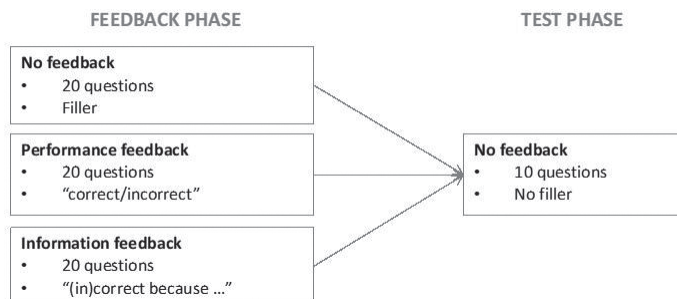 FEEDBACK PHASE
TEST PHASE
No feedback
• 20 questions
• Filler
Performance feedback
• 20 questions
• “correct/incorrect”
Information feedback
• 20 questions
• “(in)correct because ...”
No feedback
• 10 questions
• No filler